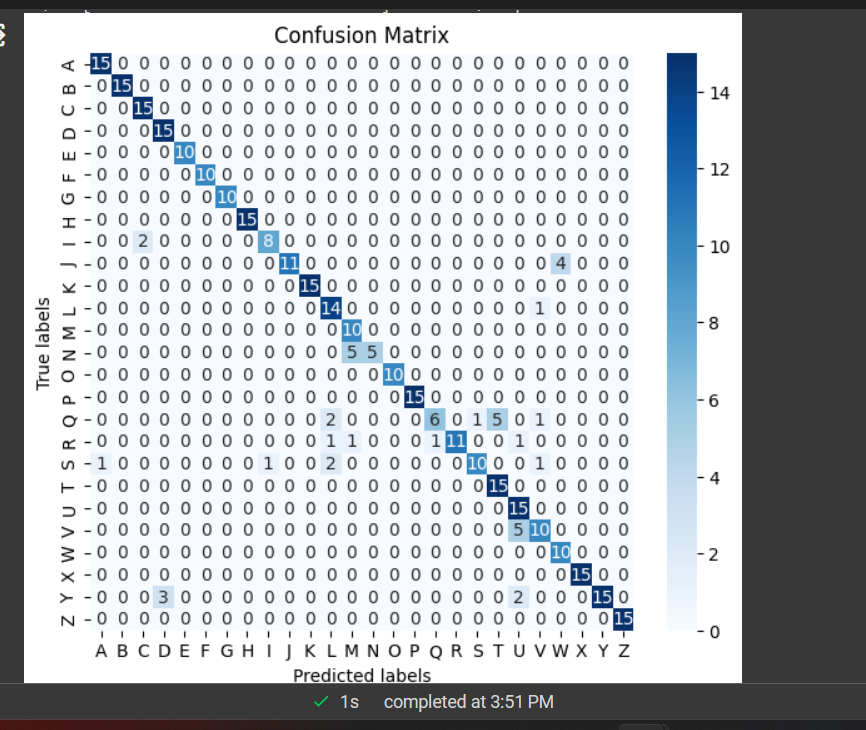 Confusion Matrix
A 15 0 0 0 0 0 0 0 0 0 0 0 0 0 0 0 0 0 0 0 0 0 0 0 0 0
B 0 15 0 0 0 0 0 0 0 0 0 0 0 0 0 0 0 0 0 0 0 0 0 0 0 0
C 0 0 15 0 0 0 0 0 0 0 0 0 0 0 0 0 0 0 0 0 0 0 0 0 0 0
D 0 0 0 15 0 0 0 0 0 0 0 0 0 0 0 0 0 0 0 0 0 0 0 0 0 0
E 0 0 0 0 10 0 0 0 0 0 0 0 0 0 0 0 0 0 0 0 0 0 0 0 0 0
F 0 0 0 0 0 10 0 0 0 0 0 0 0 0 0 0 0 0 0 0 0 0 0 0 0 0
G 0 0 0 0 0 0 10 0 0 0 0 0 0 0 0 0 0 0 0 0 0 0 0 0 0 0
H 0 0 0 0 0 0 0 15 0 0 0 0 0 0 0 0 0 0 0 0 0 0 0 0 0 0
I 0 0 2 0 0 0 0 0 8 0 0 0 0 0 0 0 0 0 0 0 0 0 0 0 0 0
J 0 0 0 0 0 0 0 0 0 11 0 0 0 0 0 0 0 0 0 0 0 0 4 0 0 0
K 0 0 0 0 0 0 0 0 0 0 15 0 0 0 0 0 0 0 0 0 0 0 0 0 0 0
L 0 0 0 0 0 0 0 0 0 0 0 14 0 0 0 0 0 0 0 0 0 1 0 0 0 0
M 0 0 0 0 0 0 0 0 0 0 0 0 10 0 0 0 0 0 0 0 0 0 0 0 0 0
N 0 0 0 0 0 0 0 0 0 0 0 0 5 5 0 0 0 0 0 0 0 0 0 0 0 0
O 0 0 0 0 0 0 0 0 0 0 0 0 0 0 10 0 0 0 0 0 0 0 0 0 0 0
P 0 0 0 0 0 0 0 0 0 0 0 0 0 0 0 15 0 0 0 0 0 0 0 0 0 0
Q 0 0 0 0 0 0 0 0 0 0 0 2 0 0 0 0 6 0 1 5 0 1 0 0 0 0
R 0 0 0 0 0 0 0 0 0 0 0 1 1 0 0 0 1 11 0 0 1 0 0 0 0 0
S 1 0 0 0 0 0 0 0 1 0 0 2 0 0 0 0 0 0 10 0 0 1 0 0 0 0
T 0 0 0 0 0 0 0 0 0 0 0 0 0 0 0 0 0 0 0 15 0 0 0 0 0 0
U 0 0 0 0 0 0 0 0 0 0 0 0 0 0 0 0 0 0 0 0 15 0 0 0 0 0
V 0 0 0 0 0 0 0 0 0 0 0 0 0 0 0 0 0 0 0 0 5 10 0 0 0 0
W 0 0 0 0 0 0 0 0 0 0 0 0 0 0 0 0 0 0 0 0 0 0 10 0 0 0
X 0 0 0 0 0 0 0 0 0 0 0 0 0 0 0 0 0 0 0 0 0 0 0 15 0 0
Y 0 0 0 3 0 0 0 0 0 0 0 0 0 0 0 0 0 0 0 0 2 0 0 0 15 0
Z 0 0 0 0 0 0 0 0 0 0 0 0 0 0 0 0 0 0 0 0 0 0 0 0 0 15
A B C D E F G H I J K L M N O P Q R S T U V W X Y Z
Predicted labels
True labels
14
12
10
8
6
4
2
0
1s completed at 3:51 PM